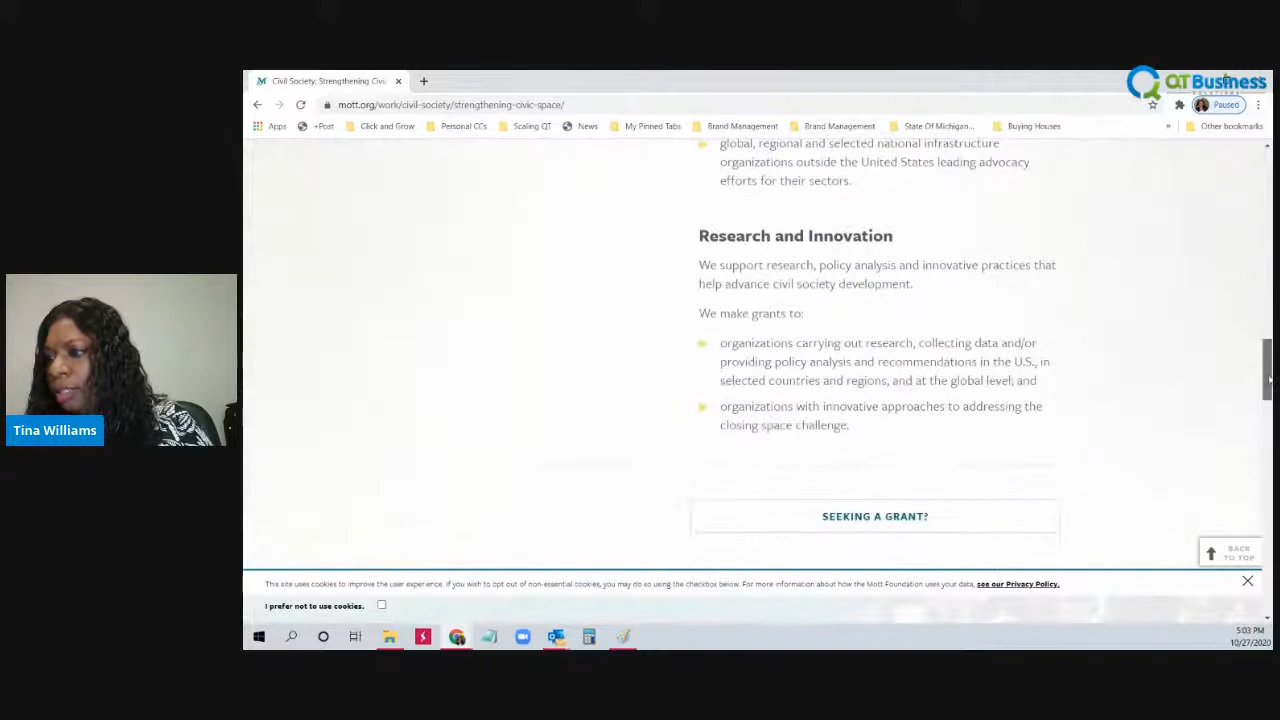 QT Business
Civil Society: Strengthening Civic
mott.org/work/civil-society/strengthening-civic-space/
Paused
Apps
+Post
Click and Grow
Personal CCs
Scaling QT
News
My Pinned Tabs
Brand Management
Brand Management
State Of Michigan...
Buying Houses
»
Other bookmarks
global, regional and selected national infrastructure
organizations outside the United States leading advocacy
efforts for their sectors.
Research and Innovation
We support research, policy analysis and innovative practices that
help advance civil society development.
We make grants to:
organizations carrying out research, collecting data and/or
providing policy analysis and recommendations in the U.S., in
selected countries and regions, and at the global level; and
organizations with innovative approaches to addressing the
closing space challenge.
Tina Williams
SEEKING A GRANT?
BACK
TO TOP
This site uses cookies to improve the user experience. If you wish to opt out of non-essential cookies, you may do so using the checkbox below. For more information about how the Mott Foundation uses your data, see our Privacy Policy.
I prefer not to use cookies.
5:03 PM
10/27/2020